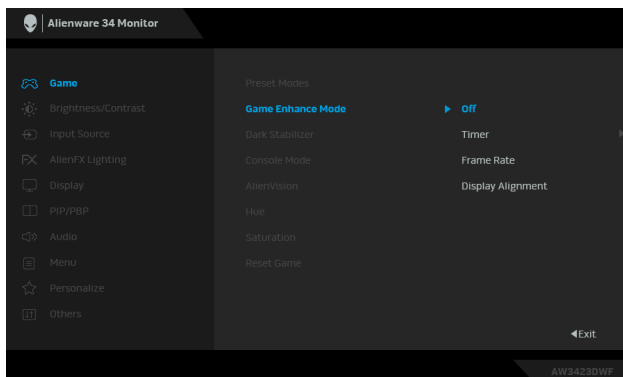 Alienware 34 Monitor
Game
Preset Modes
Brightness/Contrast
Game Enhance Mode
Off
Input Source
Dark Stabilizer
Timer
FX AlienFX Lighting
Console Mode
Frame Rate
Display
AlienVision
Display Alignment
PIP/PBP
Hue
Audio
Saturation
Menu
Reset Game
Personalize
Others
Exit
AW3423DWF